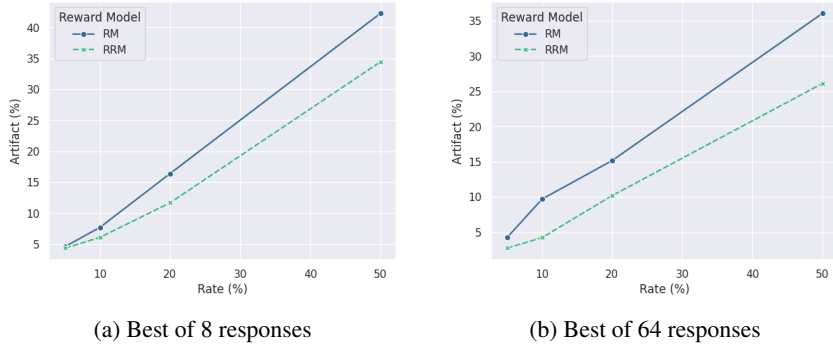 Reward Model
RM
RRM
40
35
30
25
20
15
10
5
Artifact (%)
10
20
30
40
50
Rate (%)
(a) Best of 8 responses
Reward Model
RM
RRM
35
30
25
20
15
10
5
Artifact (%)
10
20
30
40
50
Rate (%)
(b) Best of 64 responses